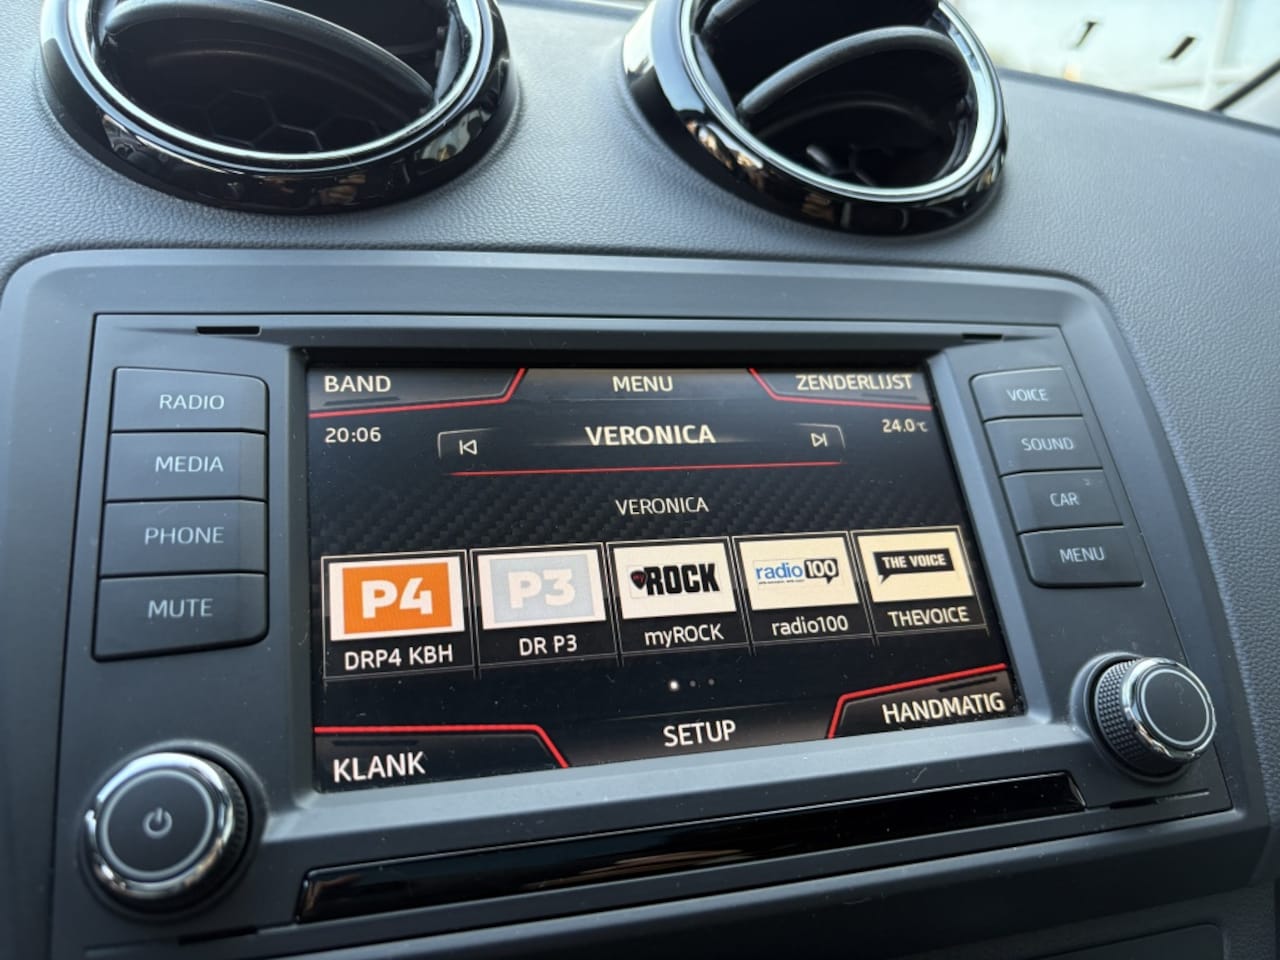 BAND
MENU
ZENDERLIJST
20:06
VERONICA
24.0°C
VERONICA
P4
P3
ROCK
radio100
THE VOICE
DRP4 KBH
DR P3
myROCK
radio100
THEVOICE
KLANK
SETUP
HANDMATIG
RADIO
MEDIA
PHONE
MUTE
VOICE
SOUND
CAR
MENU